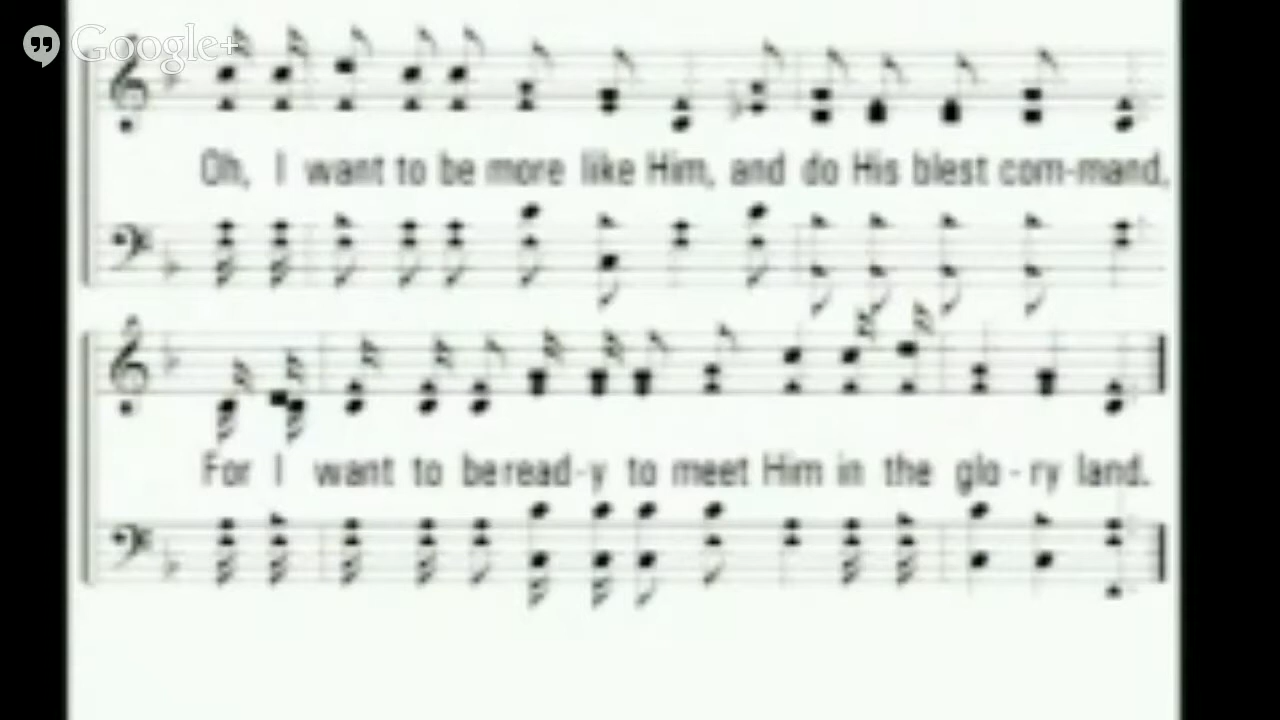 Google+
Oh, I want to be more like Him, and do His blest com-mand,
For I want to be read-y to meet Him in the glo-ry land.